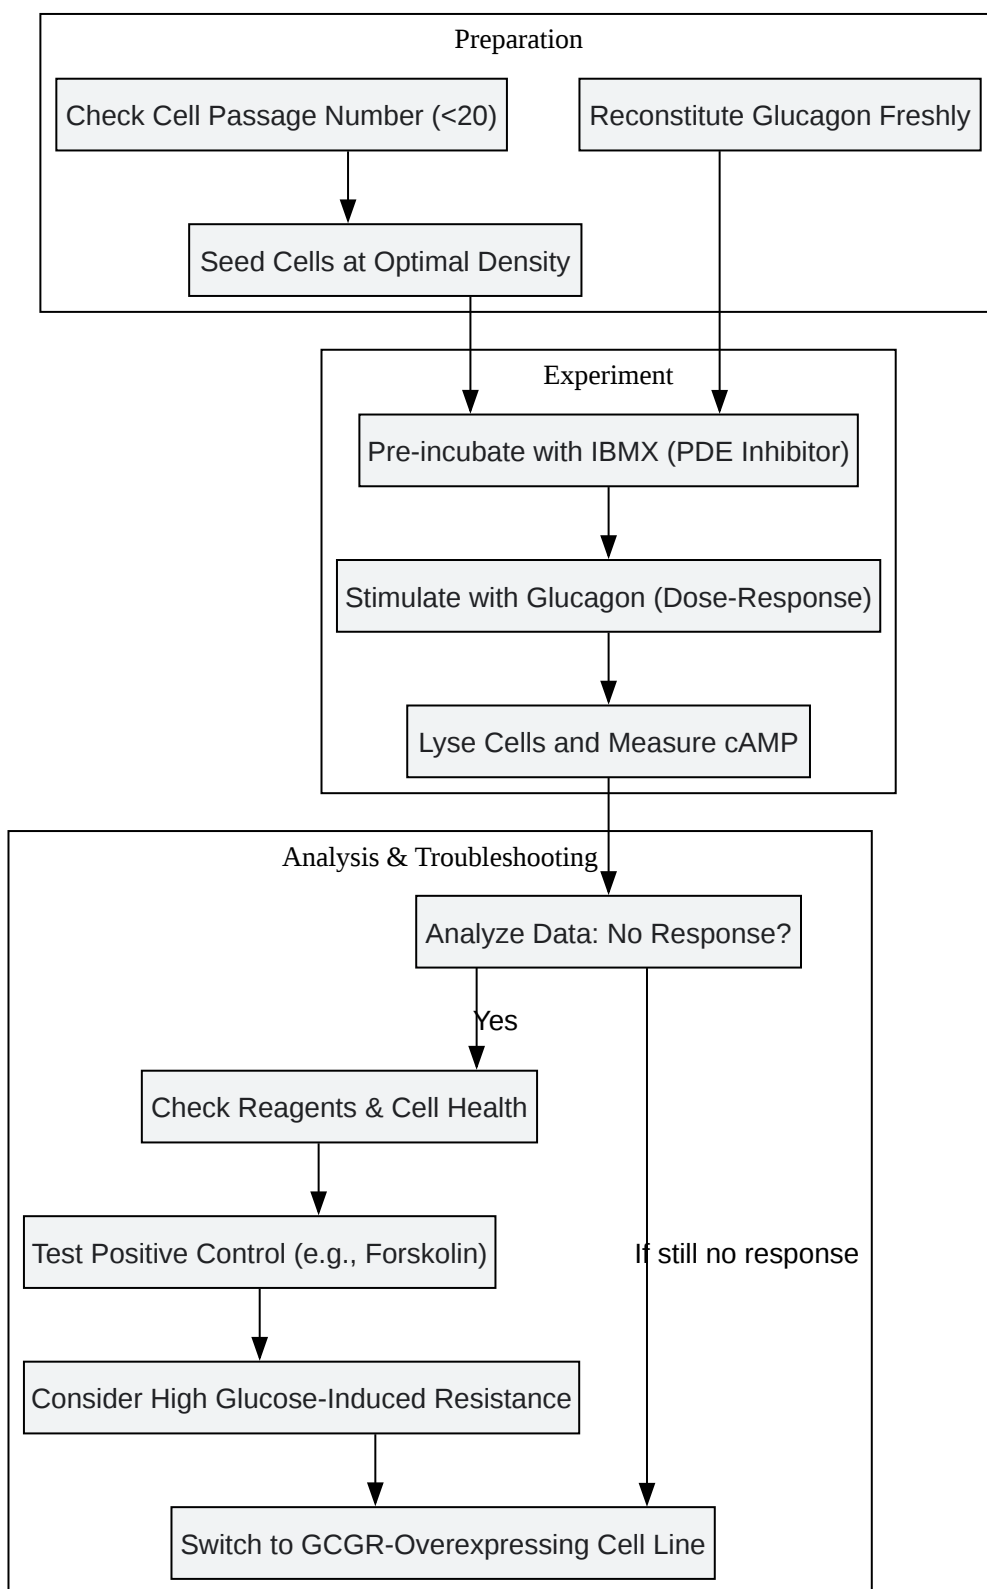 Preparation
Check Cell Passage Number (<20)
Reconstitute Glucagon Freshly
Seed Cells at Optimal Density
Experiment
Pre-incubate with IBMX (PDE Inhibitor)
Stimulate with Glucagon (Dose-Response)
Lyse Cells and Measure cAMP
Analysis & Troubleshooting
Analyze Data: No Response?
Yes
Check Reagents & Cell Health
Test Positive Control (e.g., Forskolin)
If still no response
Consider High Glucose-Induced Resistance
Switch to GCGR-Overexpressing Cell Line